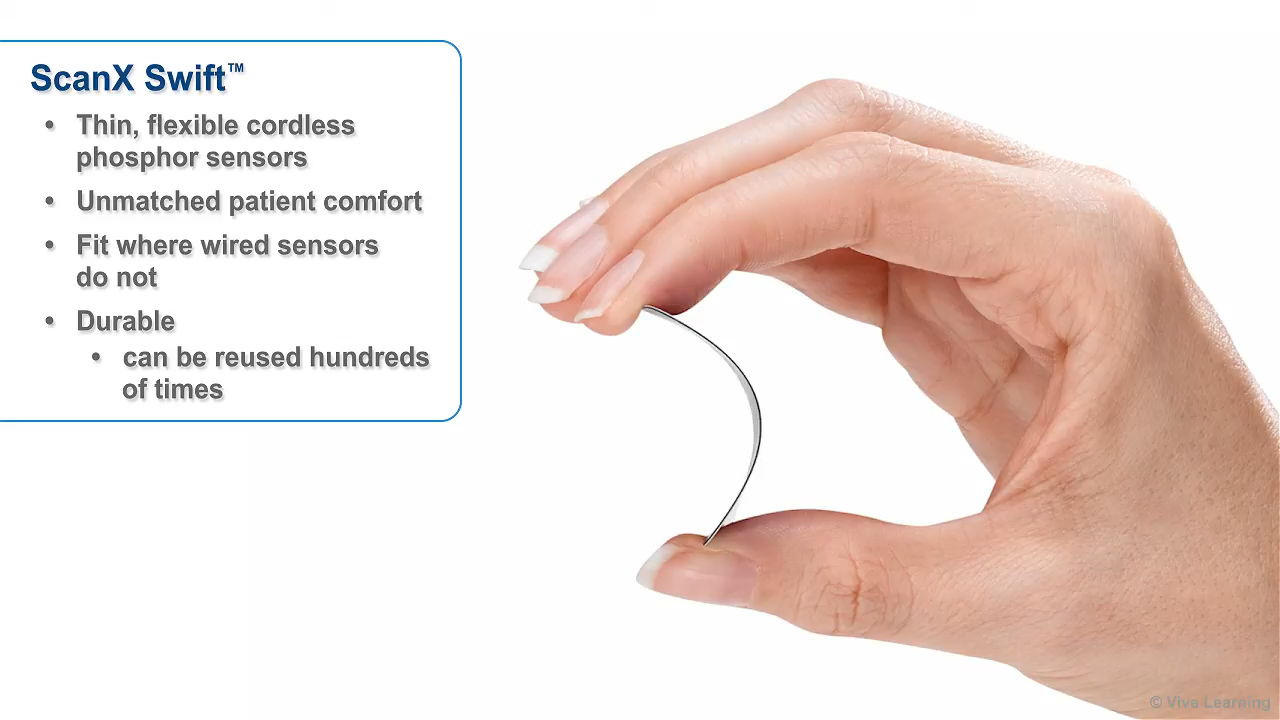 ScanX Swift™
• Thin, flexible cordless
phosphor sensors
• Unmatched patient comfort
• Fit where wired sensors
do not
• Durable
• can be reused hundreds
of times
© Viva Learning